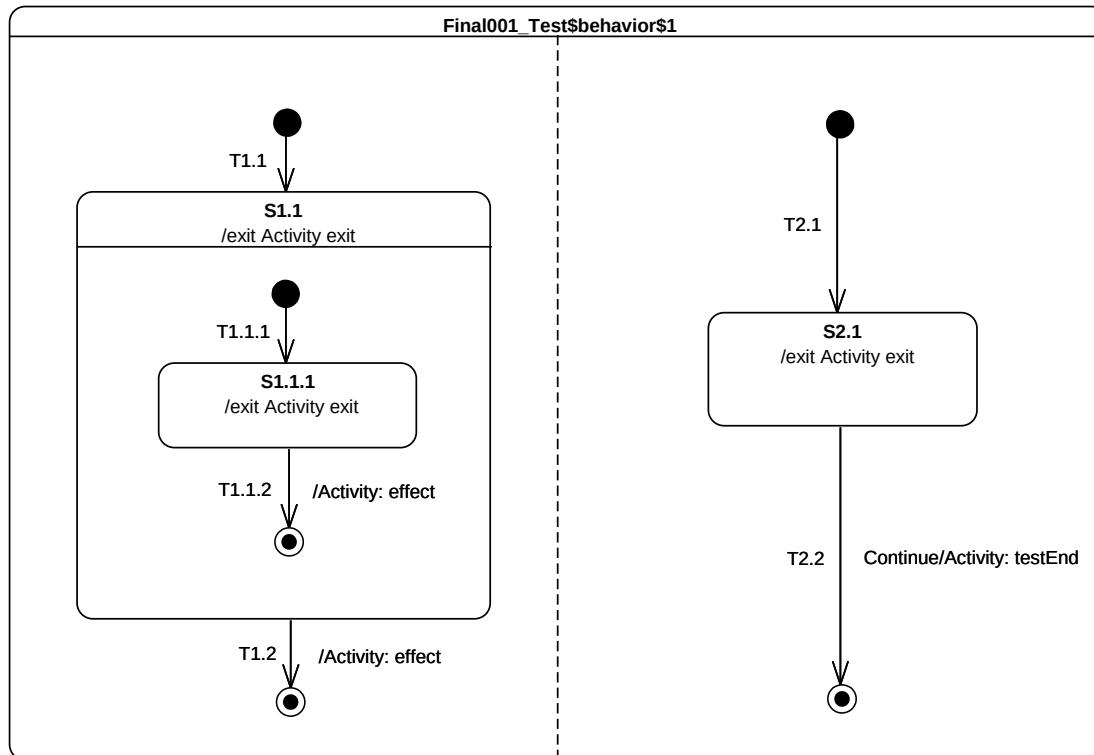 Final001_Test$behavior$1
T1.1
S1.1
/exit Activity exit
T1.1.1
S1.1.1
/exit Activity exit
T1.1.2 /Activity: effect
T1.2 /Activity: effect
T2.1
S2.1
/exit Activity exit
T2.2 Continue/Activity: testEnd